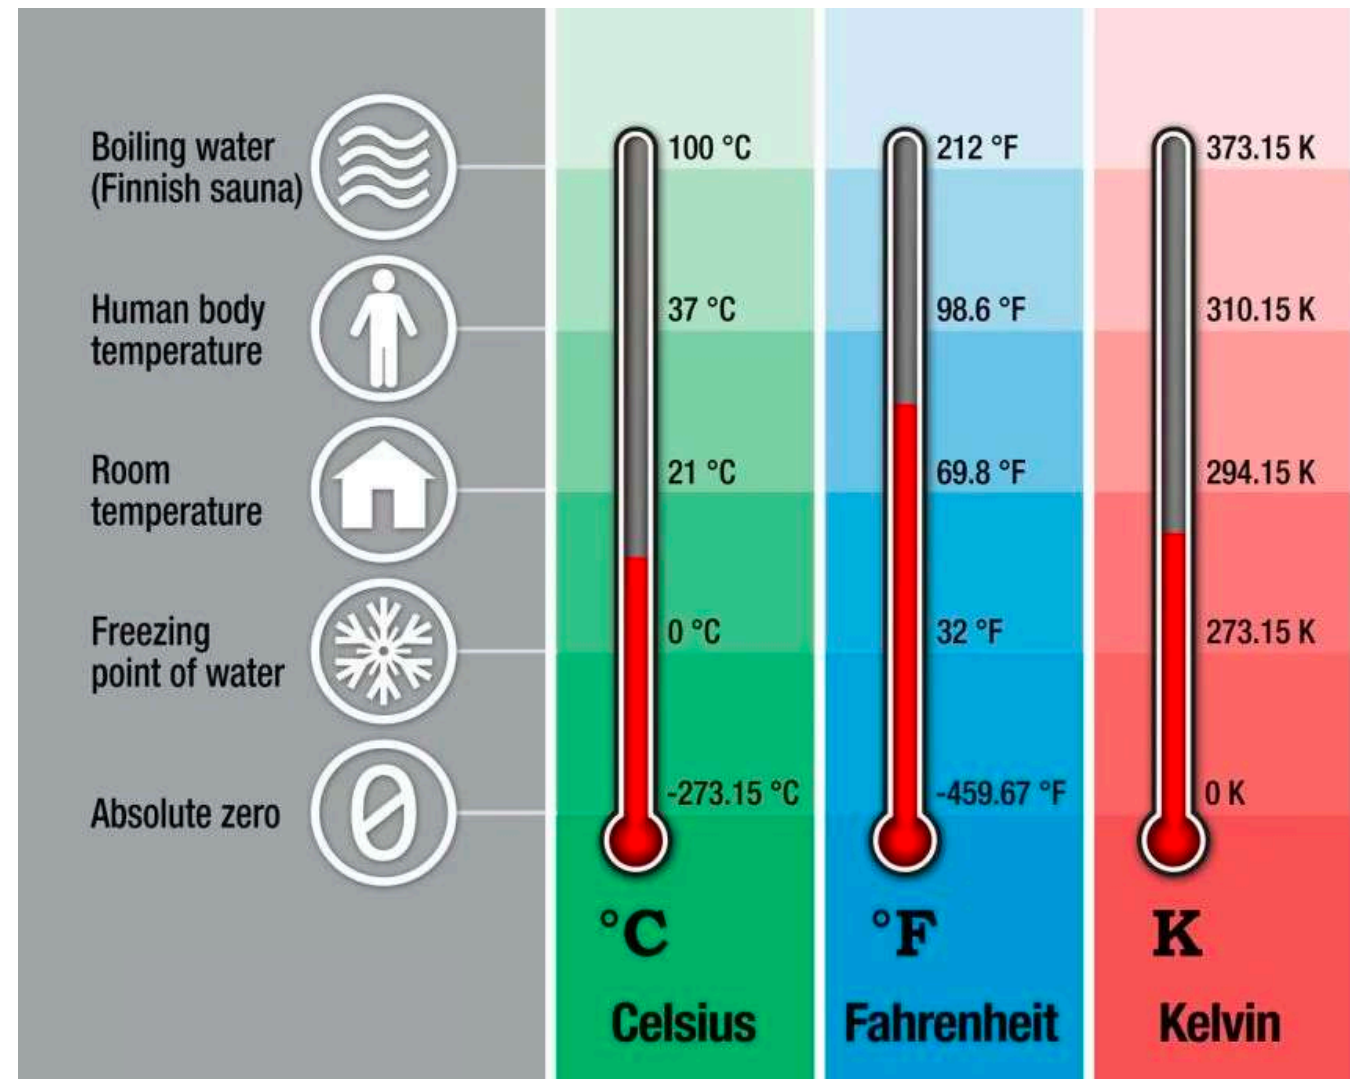 Boiling water
(Finnish sauna)
100 °C
212 °F
373.15 K
Human body
temperature
37 °C
98.6 °F
310.15 K
Room
temperature
21 °C
69.8 °F
294.15 K
Freezing
point of water
0 °C
32 °F
273.15 K
Absolute zero
0
-273.15 °C
-459.67 °F
0 K
°C
°F
K
Celsius
Fahrenheit
Kelvin